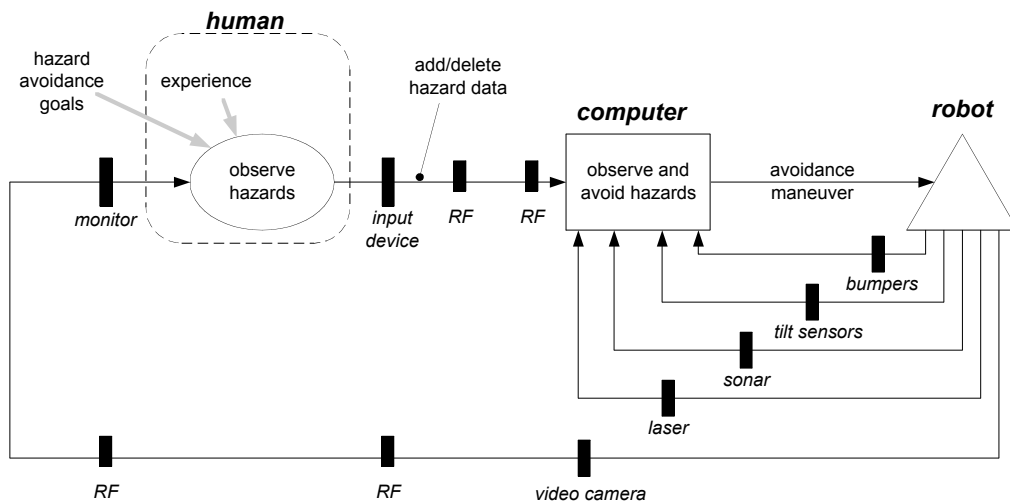 human
hazard
avoidance
goals
experience
add/delete
hazard data
computer
robot
observe
hazards
observe and
avoid hazards
avoidance
maneuver
monitor
input
device
RF
RF
bumpers
tilt sensors
sonar
laser
RF
RF
video camera